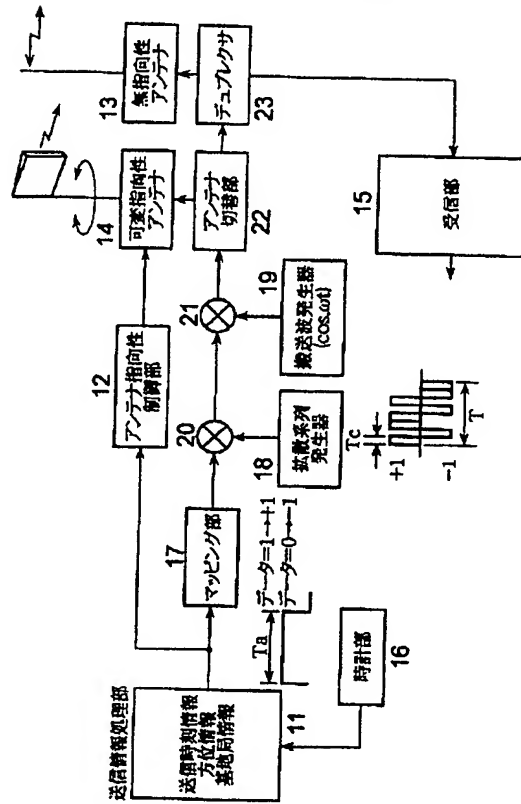 送信情報処理部
送信時刻情報
方位情報
基地局情報
11
時計部
16
Ta
データ=1→+1
データ=0→−1
マッピング部
17
アンテナ指向性
制御部
12
20
拡散系列
発生器
18
Tc
+1
−1
T
21
搬送波発生器
(cosωt)
19
可変指向性
アンテナ
14
アンテナ
切替部
22
無指向性
アンテナ
13
デュプレクサ
23
受信部
15